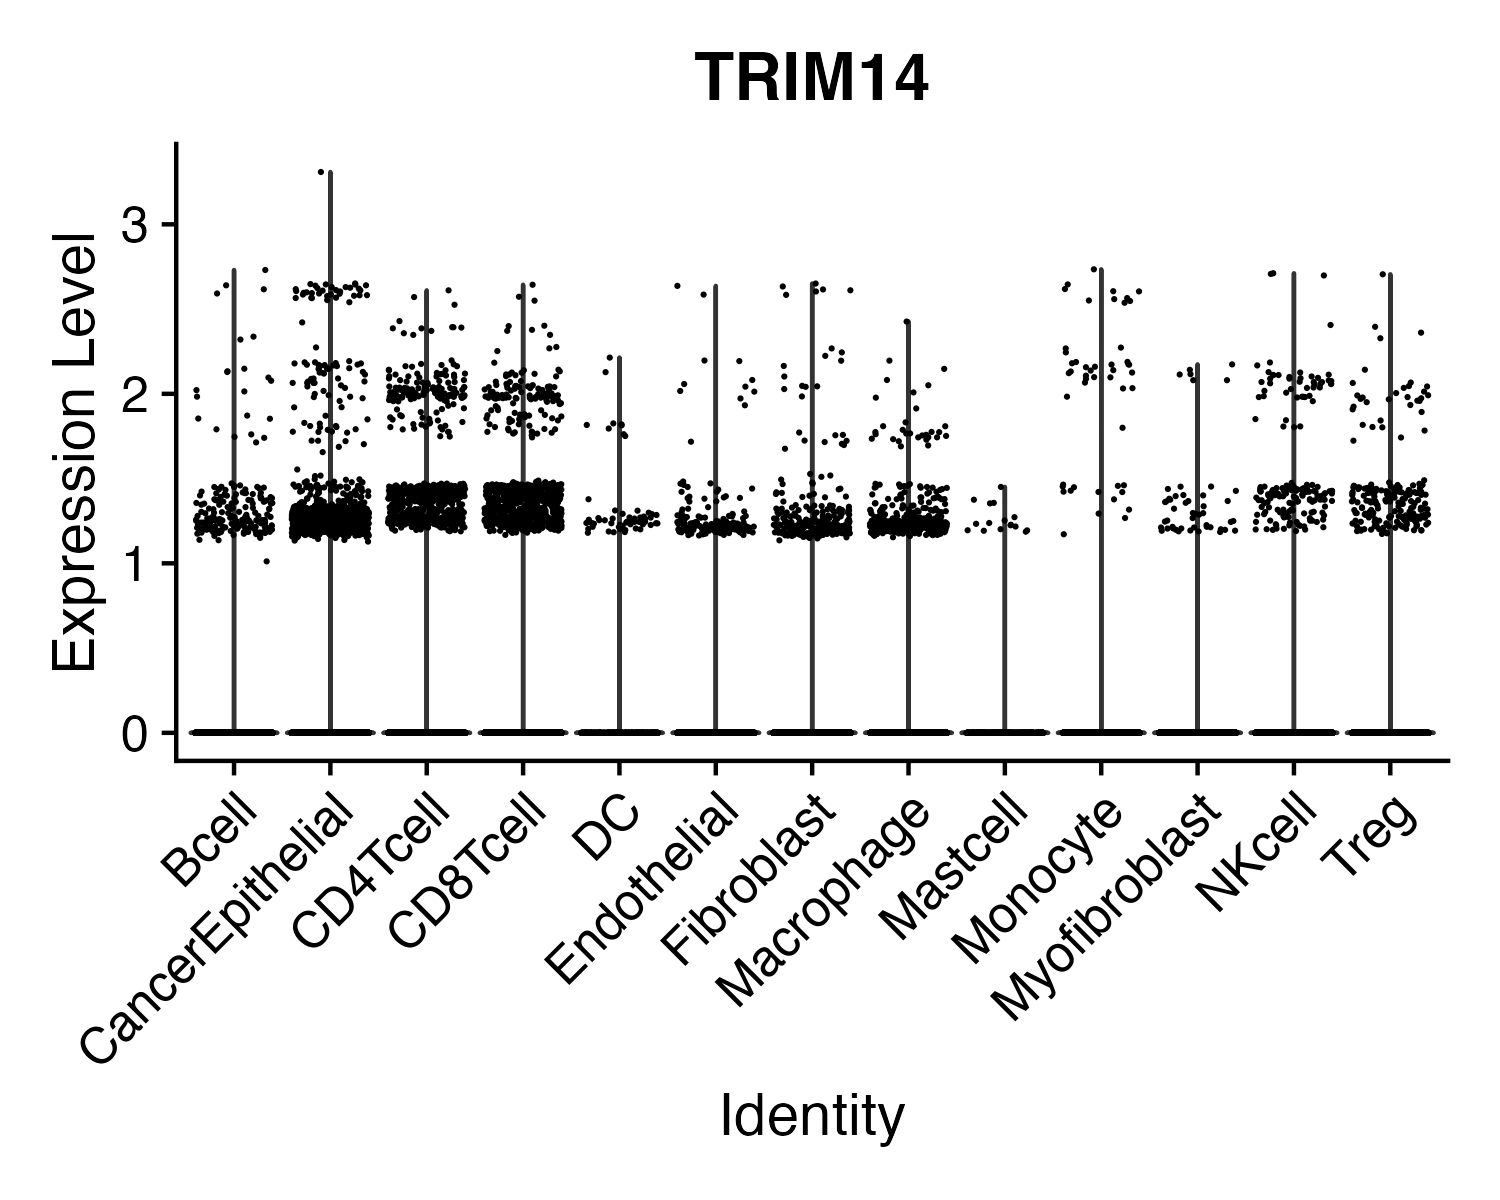 TRIM14
Expression Level
3
2
1
0
Bcell
CancerEpithelial
CD4Tcell
CD8Tcell
DC
Endothelial
Fibroblast
Macrophage
Mastcell
Monocyte
Myofibroblast
NKcell
Treg
Identity